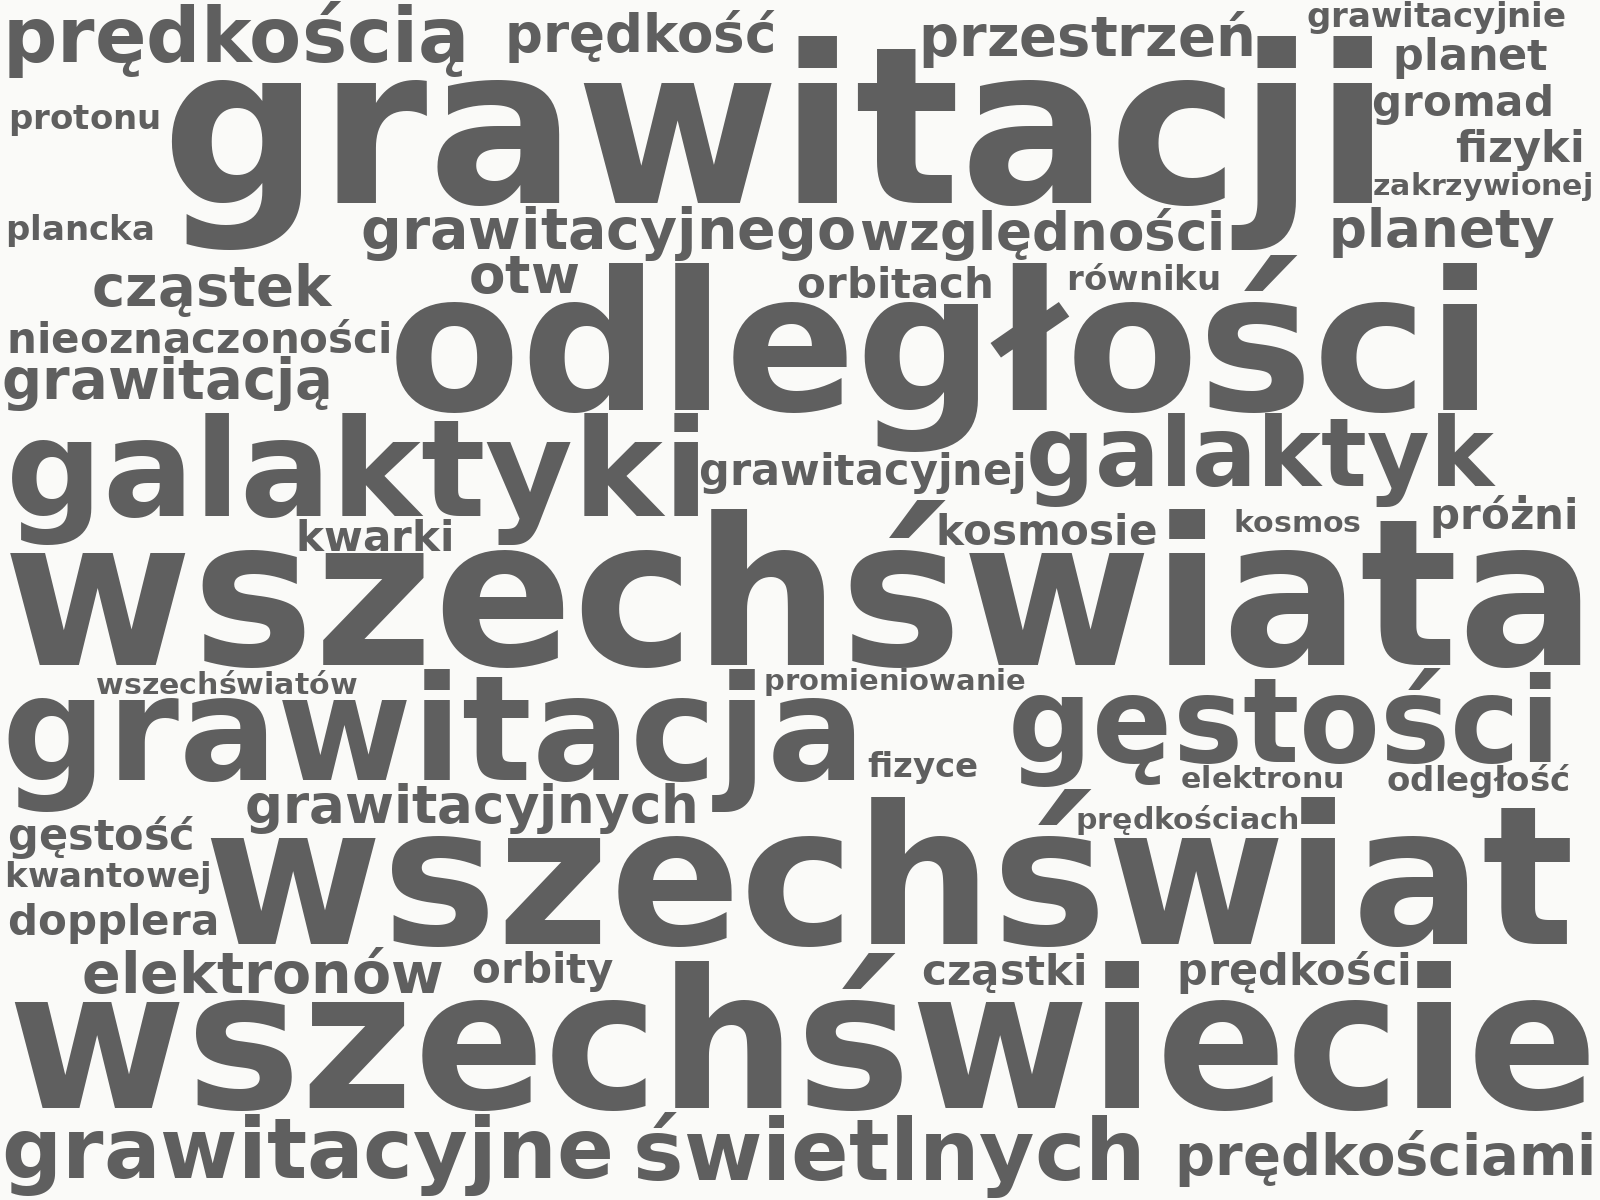 prędkością prędkość przestrzeń grawitacyjnie
planet
grawitacji
protonu gromad
fizyki
zakrzywionej
plancka grawitacyjnego względności planety
cząstek otw orbitach równiku
nieoznaczoności odległości
grawitacją
galaktyki grawitacyjnej galaktyk
kwarki kosmosie kosmos próżni
wszechświata
wszechświatów promieniowanie
grawitacja gęstości
fizyce elektronu odległość
grawitacyjnych
gęstość prędkościach
kwantowej wszechświat
dopplera
elektronów orbity cząstki prędkości
wszechświecie
grawitacyjne świetlnych prędkościami